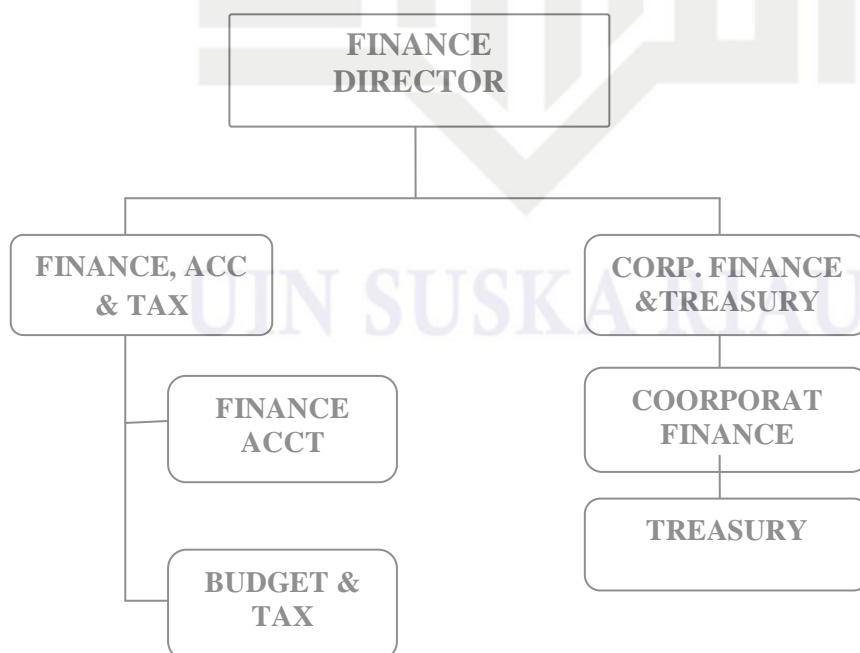 FINANCE
DIRECTOR
FINANCE, ACC
& TAX
CORP. FINANCE
&TREASURY
UIN SUSKA RIAU
FINANCE
ACCT
COORPORAT
FINANCE
TREASURY
BUDGET &
TAX